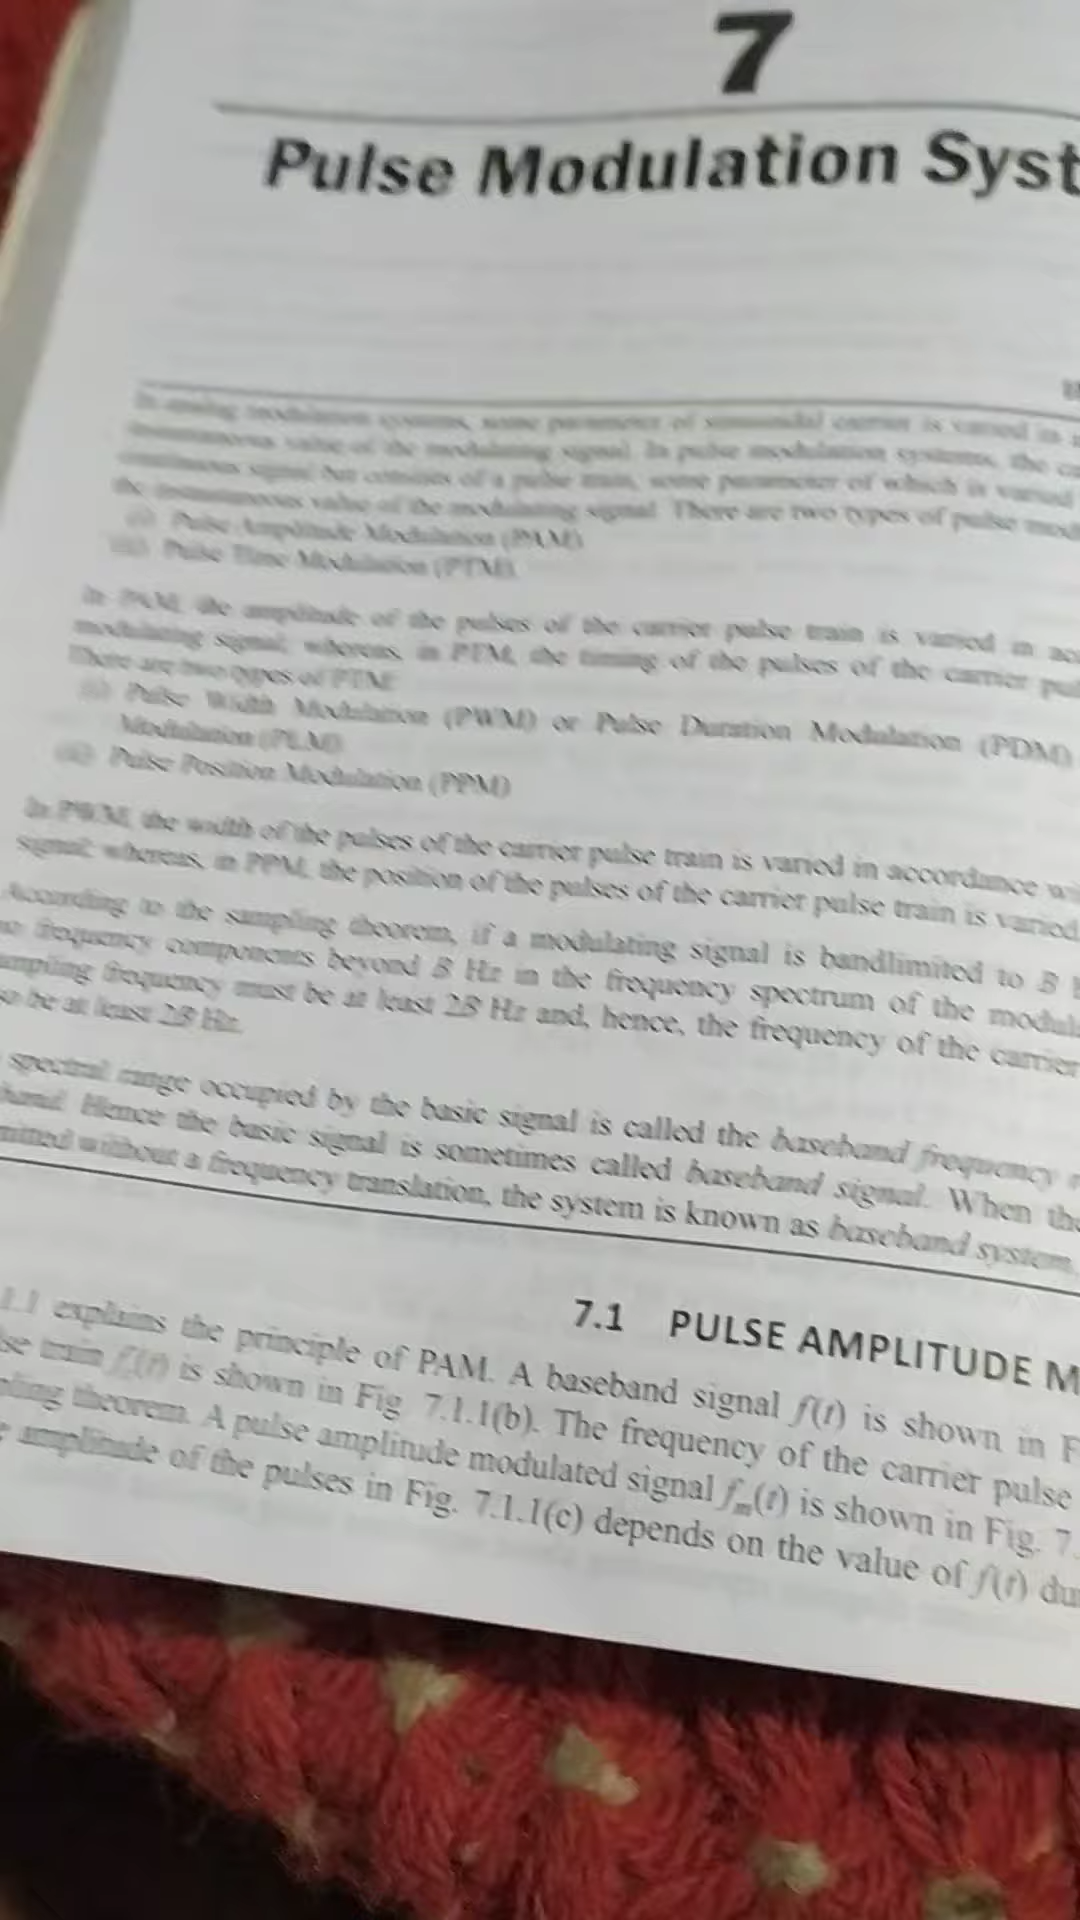 7
Pulse Modulation Syst
In analog modulation systems, some parameter of sinusoidal carrier is varied in
instantaneous value of the modulating signal. In pulse modulation systems, the
continuous signal but consists of a pulse train, some parameter of which is varied
the instantaneous value of the modulating signal. There are two types of pulse
(i) Pulse Amplitude Modulation (PAM)
(ii) Pulse Time Modulation (PTM).
In PAM, the amplitude of the pulses of the carrier pulse train is varied in
modulating signal; whereas, in PTM, the timing of the pulses of the carrier
There are two types of PTM:
(i) Pulse Width Modulation (PWM) or Pulse Duration Modulation (PDM)
Modulation (PLM)
(ii) Pulse Position Modulation (PPM)
In PWM, the width of the pulses of the carrier pulse train is varied in accordance
signal; whereas, in PPM, the position of the pulses of the carrier pulse train is varied
According to the sampling theorem, if a modulating signal is bandlimited to B
frequency components beyond B Hz in the frequency spectrum of the
frequency must be at least 2B Hz and, hence, the frequency of the carrier
be at least 2B Hz.
spectral range occupied by the basic signal is called the baseband frequency
Hence the basic signal is sometimes called baseband signal. When
without a frequency translation, the system is known as baseband system.
7.1 PULSE AMPLITUDE M
1.1 explains the principle of PAM. A baseband signal f(t) is shown in F
train is shown in Fig 7.1.1(b). The frequency of the carrier pulse
theorem. A pulse amplitude modulated signal fm(t) is shown in Fig. 7.
amplitude of the pulses in Fig. 7.1.1(c) depends on the value of f(t) du